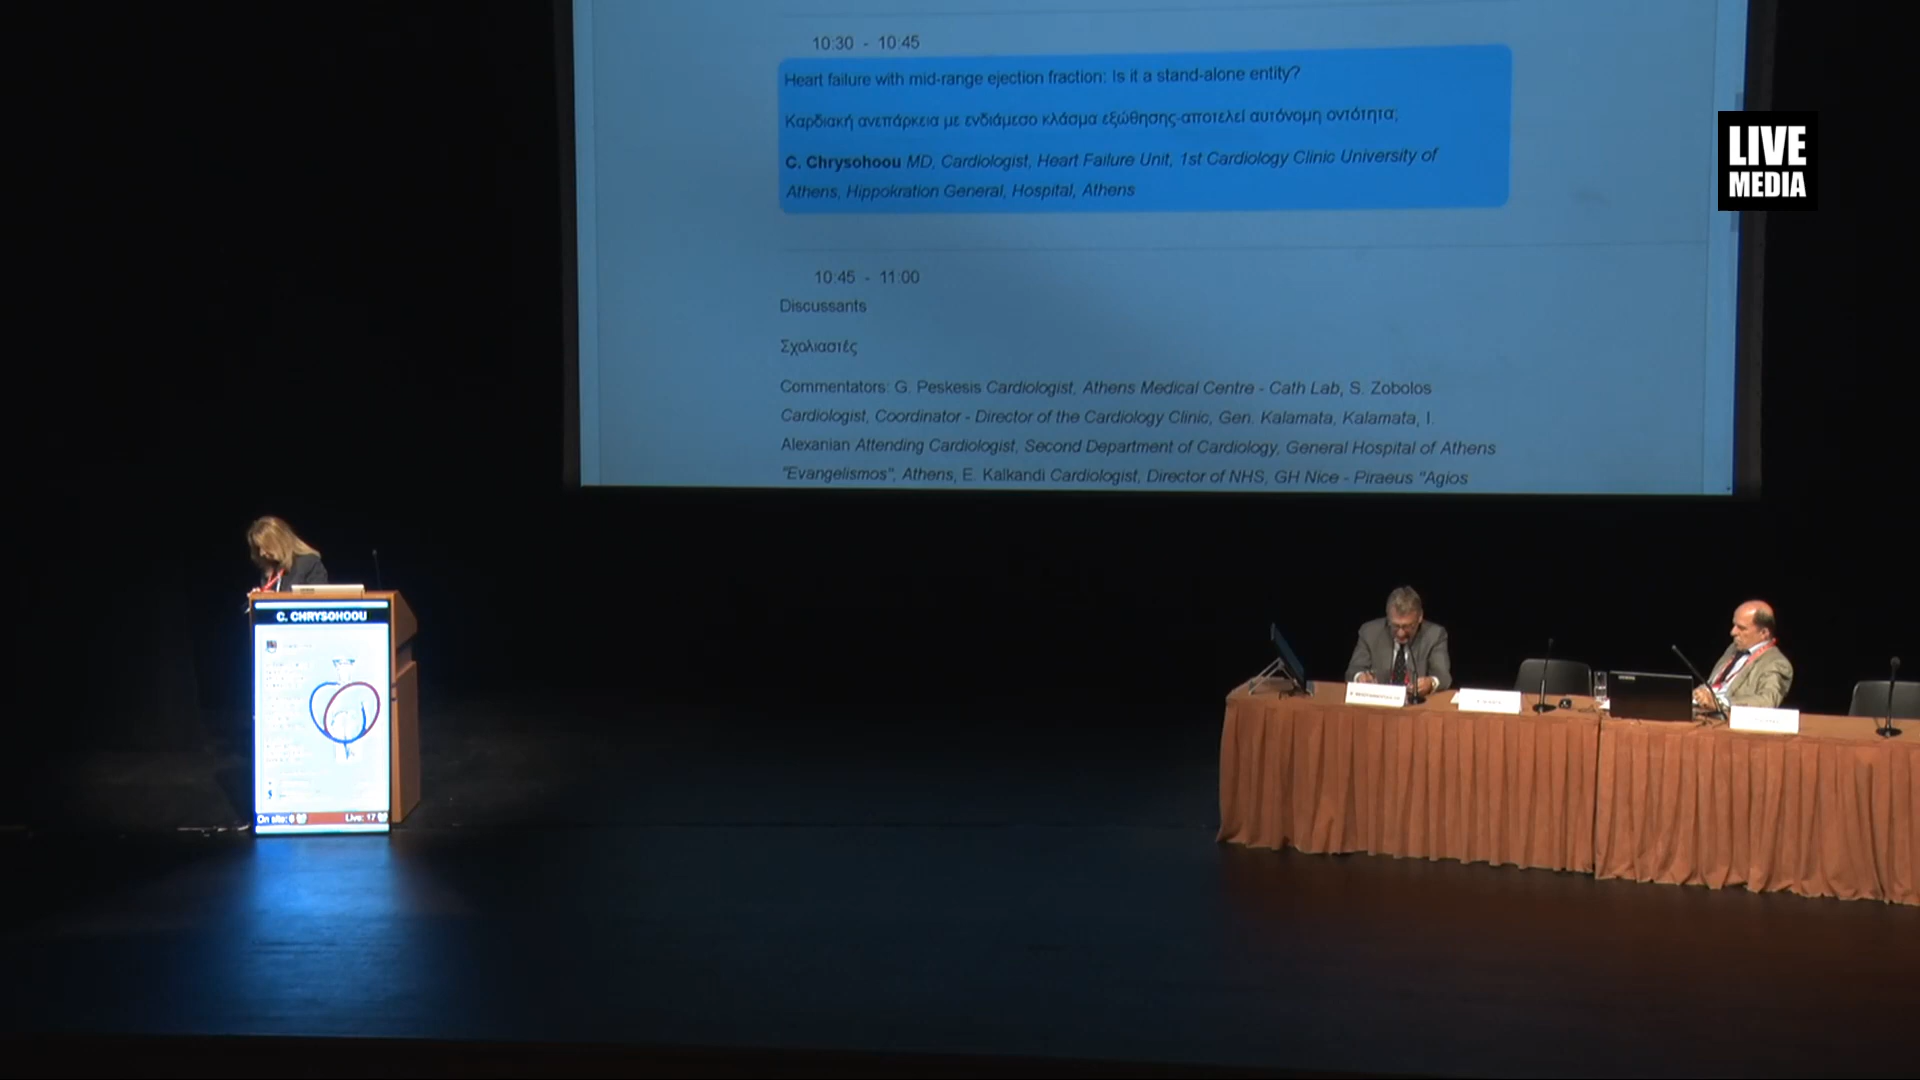 10:30 - 10:45
Heart failure with mid-range ejection fraction: Is it a stand-alone entity?
Καρδιακή ανεπάρκεια με ενδιάμεσο κλάσμα εξώθησης-αποτελεί αυτόνομη οντότητα;
C. Chrysohoou MD, Cardiologist, Heart Failure Unit, 1st Cardiology Clinic University of
Athens, Hippokration General, Hospital, Athens
10:45 - 11:00
Discussants
Σχολιαστές
Commentators: G. Peskesis Cardiologist, Athens Medical Centre - Cath Lab, S. Zobolos
Cardiologist, Coordinator - Director of the Cardiology Clinic, Gen. Kalamata, Kalamata, I.
Alexanian Attending Cardiologist, Second Department of Cardiology, General Hospital of Athens
"Evangelismos", Athens, E. Kalkandi Cardiologist, Director of NHS, GH Nice - Piraeus "Agios
LIVE
MEDIA
C. CHRYSOHOOU
On site: 6
Live: 17